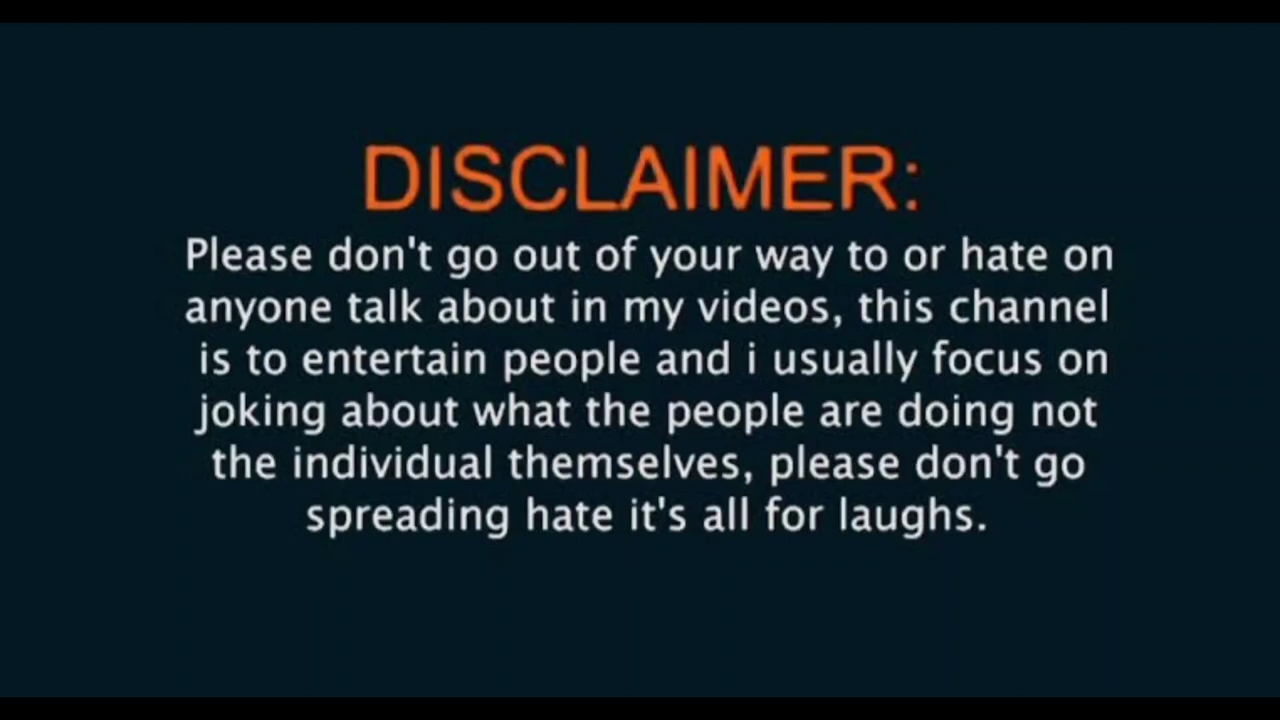 DISCLAIMER:
Please don't go out of your way to or hate on
anyone talk about in my videos, this channel
is to entertain people and i usually focus on
joking about what the people are doing not
the individual themselves, please don't go
spreading hate it's all for laughs.